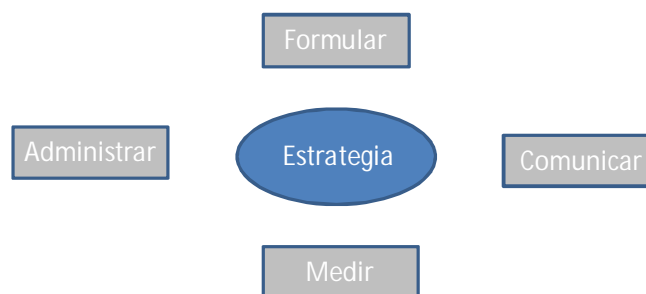 Formular
Administrar
Estrategia
Comunicar
Medir